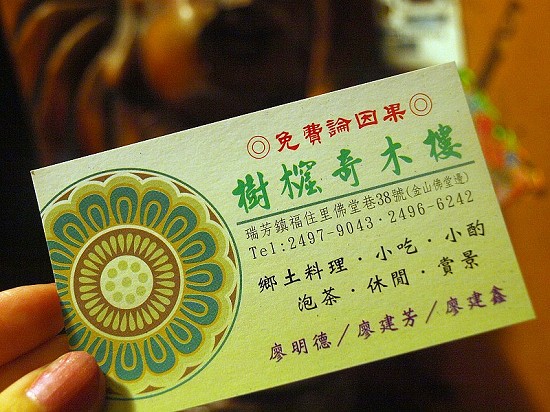 ◎免費論因果◎
樹櫳奇木樓
瑞芳鎮福住里佛堂巷38號(金山佛堂邊)
Tel:2497-9043·2496-6242
鄉土料理·小吃·小酌
泡茶·休閒·賞景
廖明德／廖建芳／廖建鑫